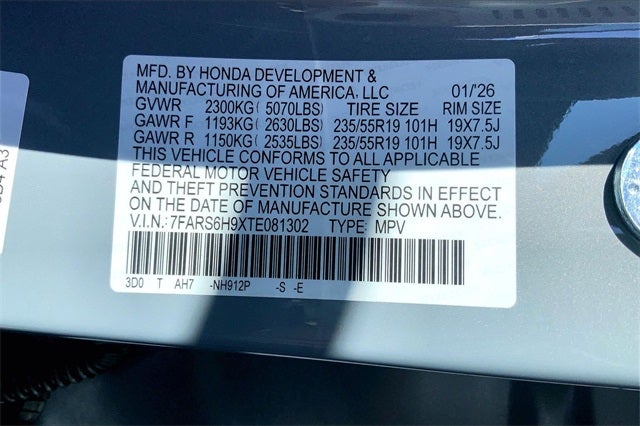 MFD. BY HONDA DEVELOPMENT &
MANUFACTURING OF AMERICA, LLC 01/'26
GVWR 2300KG(5070LBS) TIRE SIZE RIM SIZE
GAWR F 1193KG(2630LBS) 235/55R19 101H 19X7.5J
GAWR R 1150KG(2535LBS) 235/55R19 101H 19X7.5J
THIS VEHICLE CONFORMS TO ALL APPLICABLE
FEDERAL MOTOR VEHICLE SAFETY
AND THEFT PREVENTION STANDARDS IN EFFECT
ON THE DATE OF MANUFACTURE SHOWN ABOVE.
V.I.N.: 7FARS6H9XTE081302 TYPE: MPV
3D0 T AH7 -NH912P -S -E